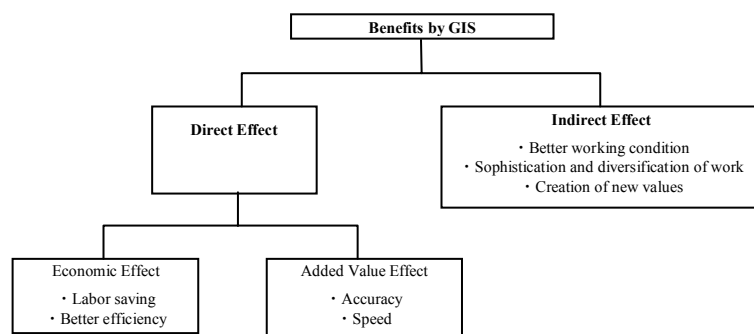 Benefits by GIS
Direct Effect
Indirect Effect
・Better working condition
・Sophistication and diversification of work
・Creation of new values
Economic Effect
・Labor saving
・Better efficiency
Added Value Effect
・Accuracy
・Speed